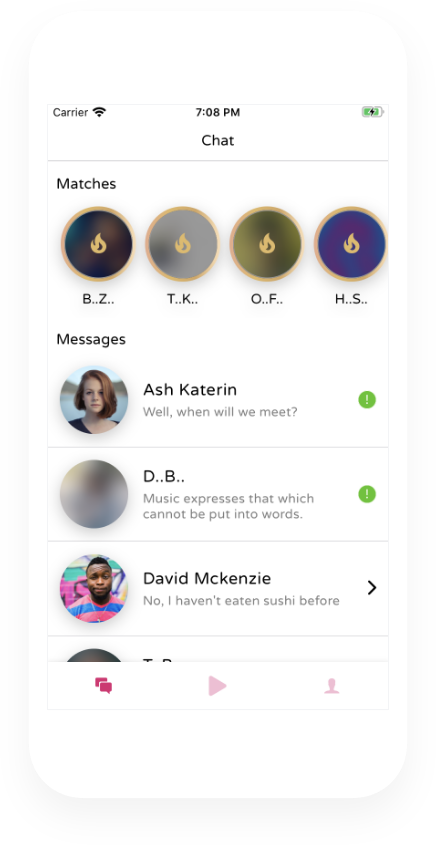 Carrier
7:08 PM
Chat
Matches
B..Z..
T..K..
O..F..
H..S..
Messages
Ash Katerin
Well, when will we meet?
D..B..
Music expresses that which
cannot be put into words.
David Mckenzie
No, I haven't eaten sushi before